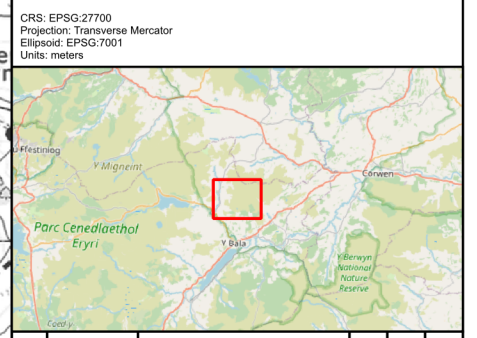 CRS: EPSG:27700
Projection: Transverse Mercator
Ellipsoid: EPSG:7001
Units: meters
u Ffestiniog
Y Migneint
Corwen
Parc Cenedlaethol
Eryri
Y Bala
Y Berwyn
National
Nature
Reserve
Coed-y